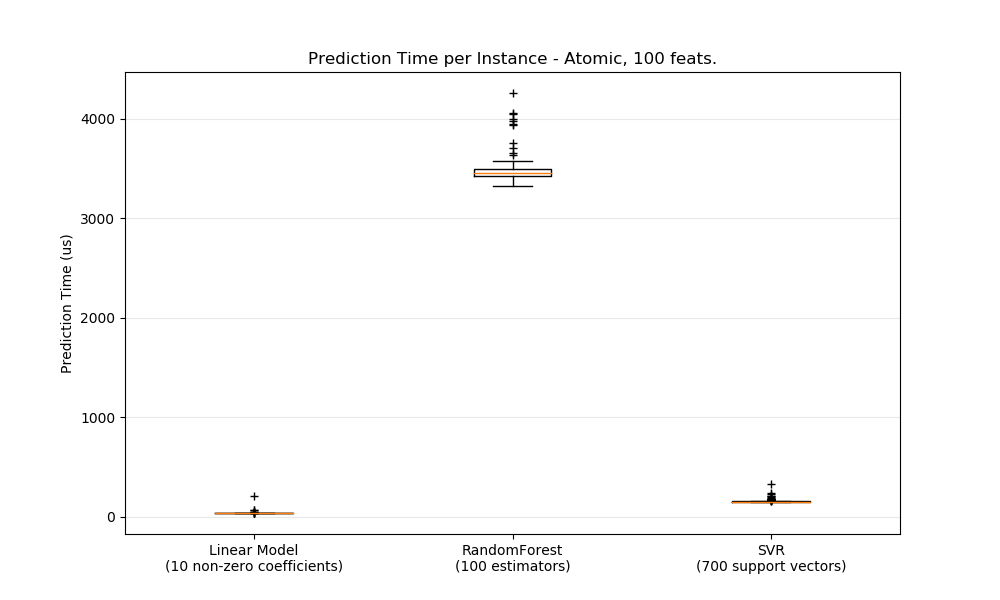 Prediction Time per Instance - Atomic, 100 feats.
Prediction Time (us)
4000
3000
2000
1000
0
Linear Model
(10 non-zero coefficients)
RandomForest
(100 estimators)
SVR
(700 support vectors)